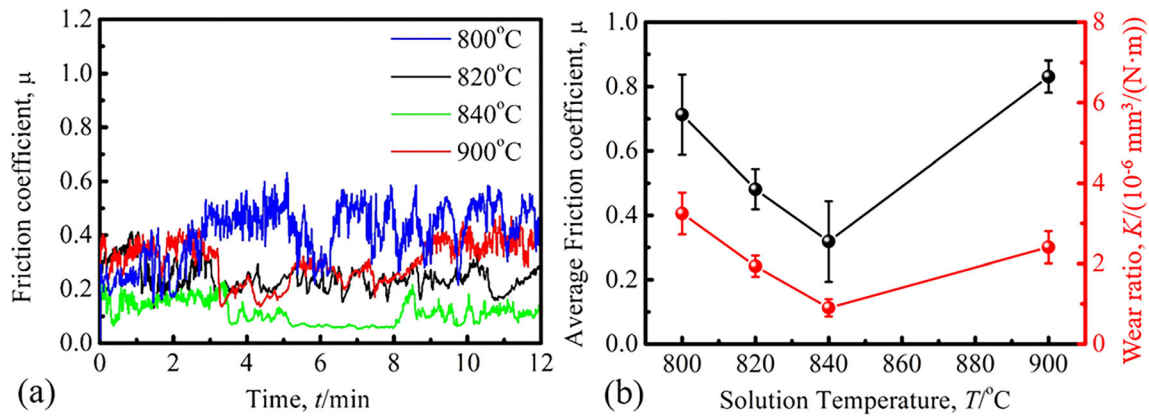 Friction coefficient, μ
1.2
1.0
0.8
0.6
0.4
0.2
0.0
800°C
820°C
840°C
900°C
0 2 4 6 8 10 12
Time, t/min
(a)
Average Friction coefficient, μ
1.0
0.8
0.6
0.4
0.2
0.0
800 820 840 860 880 900
Solution Temperature, T/°C
(b)
8
6
4
2
0
Wear ratio, K/(10⁻⁶ mm³/(N·m))